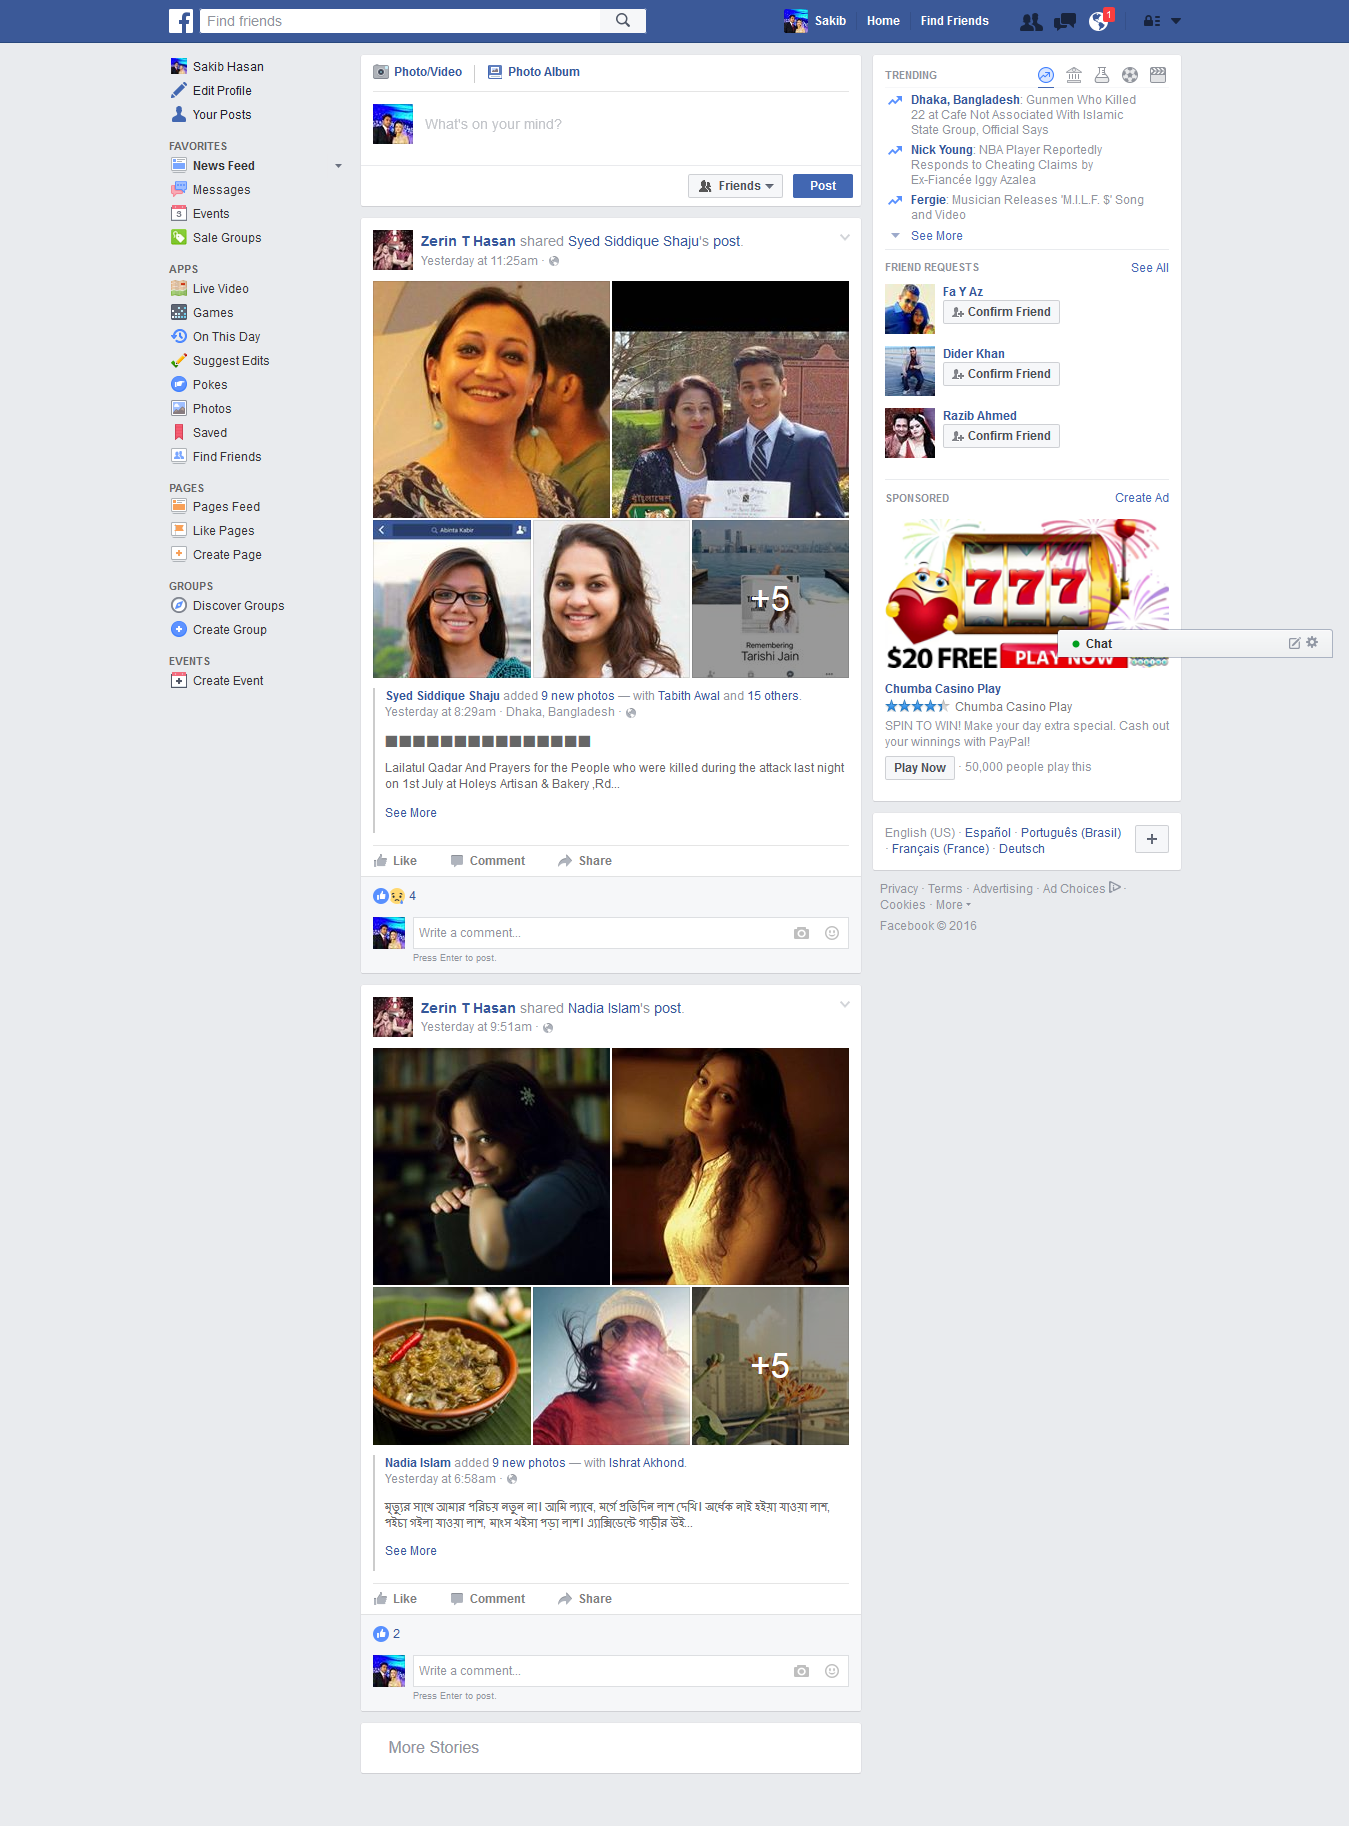 Find friends
Sakib
Home
Find Friends
1
Sakib Hasan
Edit Profile
Your Posts
FAVORITES
News Feed
Messages
Events
Sale Groups
APPS
Live Video
Games
On This Day
Suggest Edits
Pokes
Photos
Saved
Find Friends
PAGES
Pages Feed
Like Pages
Create Page
GROUPS
Discover Groups
Create Group
EVENTS
Create Event
Photo/Video
Photo Album
What's on your mind?
Friends
Post
Zerin T Hasan shared Syed Siddique Shaju's post.
Yesterday at 11:25am ·
Abinta Kabir
+5
Remembering
Tarishi Jain
Syed Siddique Shaju added 9 new photos — with Tabith Awal and 15 others.
Yesterday at 8:29am · Dhaka, Bangladesh ·
■■■■■■■■■■■■■■■
Lailatul Qadar And Prayers for the People who were killed during the attack last night
on 1st July at Holeys Artisan & Bakery ,Rd...
See More
Like Comment Share
4
Write a comment...
Press Enter to post.
Zerin T Hasan shared Nadia Islam's post.
Yesterday at 9:51am ·
+5
Nadia Islam added 9 new photos — with Ishrat Akhond.
Yesterday at 6:58am ·
মৃত্যুর সাথে আমার পরিচয় নতুন না। আমি ল্যাবে, মর্গে প্রতিদিন লাশ দেখি। অর্ধেক নাই হইয়া যাওয়া লাশ,
পইচা গইলা যাওয়া লাশ, মাংস খইসা পড়া লাশ। এ্যাক্সিডেন্টে গাড়ীর উই...
See More
Like Comment Share
2
Write a comment...
Press Enter to post.
More Stories
TRENDING
Dhaka, Bangladesh: Gunmen Who Killed
22 at Cafe Not Associated With Islamic
State Group, Official Says
Nick Young: NBA Player Reportedly
Responds to Cheating Claims by
Ex-Fiancée Iggy Azalea
Fergie: Musician Releases 'M.I.L.F. $' Song
and Video
See More
FRIEND REQUESTS
See All
Fa Y Az
Confirm Friend
Dider Khan
Confirm Friend
Razib Ahmed
Confirm Friend
SPONSORED
Create Ad
777
$20 FREE PLAY NOW
Chat
Chumba Casino Play
Chumba Casino Play
SPIN TO WIN! Make your day extra special. Cash out
your winnings with PayPal!
Play Now · 50,000 people play this
English (US) · Español · Português (Brasil)
· Français (France) · Deutsch
Privacy · Terms · Advertising · Ad Choices ·
Cookies · More
Facebook © 2016